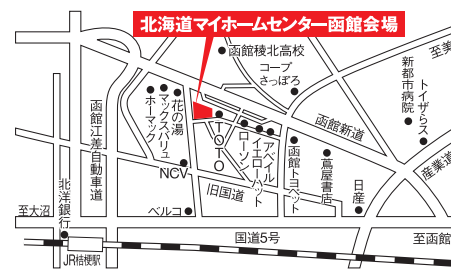 北海道マイホームセンター函館会場
函館稜北高校
コープ
さっぽろ
至美
新都市病院
トイザらス
花の湯
マックスバリュ
ホーマック
函館江差自動車道
TOTO
ローソン
イエローハット
アベイル
函館新道
函館トヨペット
蔦屋書店
日産
産業道
NCV
旧国道
ベルコ
至大沼
北洋銀行
国道5号
至函館
JR桔梗駅